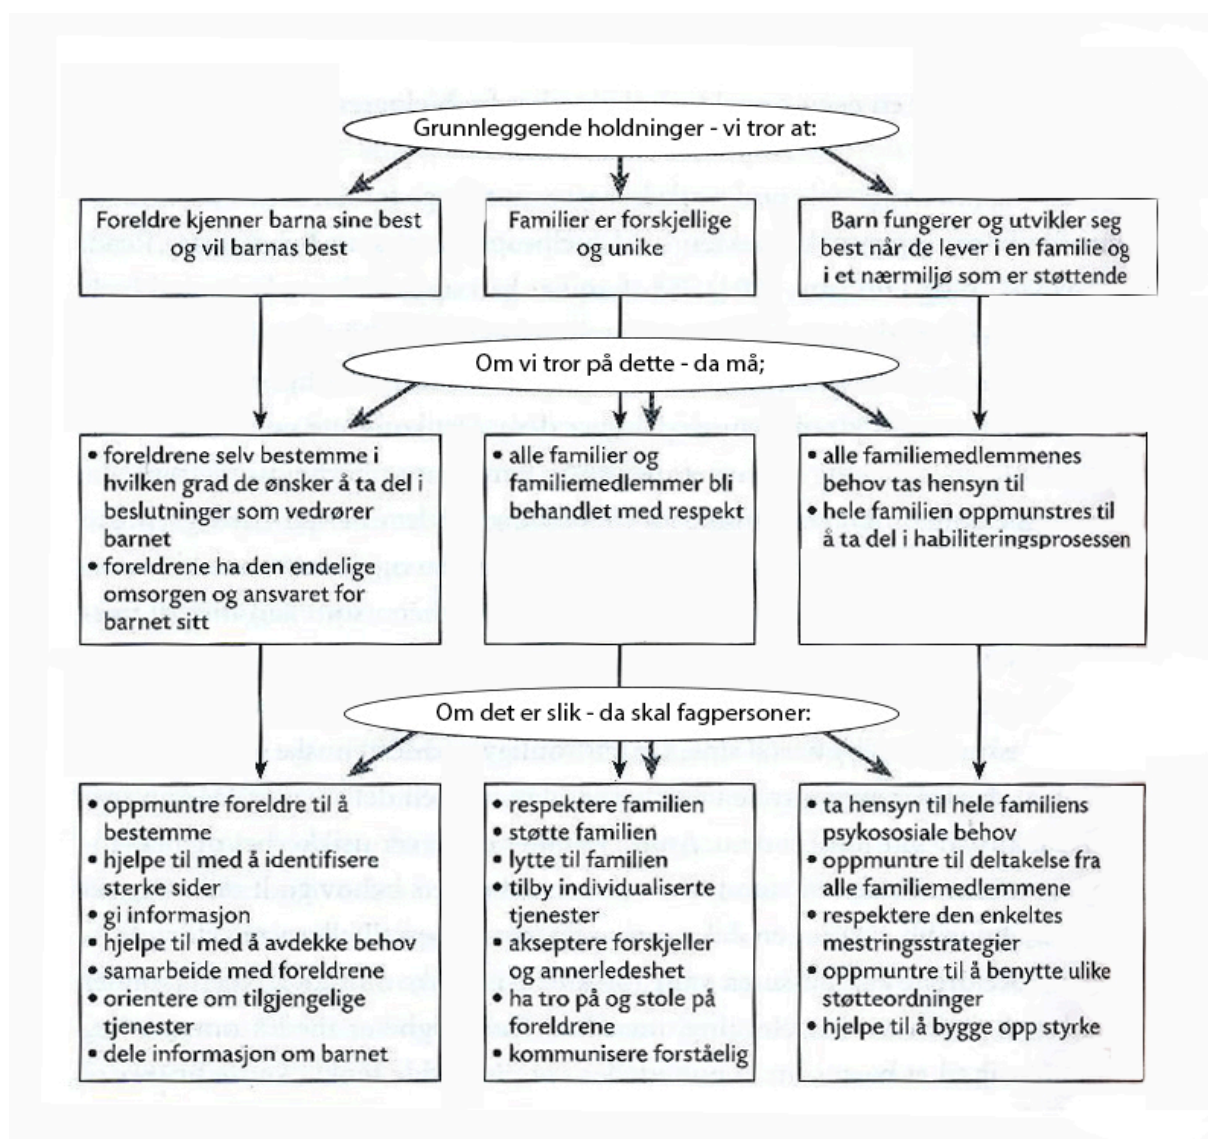 Grunnleggende holdninger - vi tror at:
Foreldre kjenner barna sine best
og vil barnas best
Familier er forskjellige
og unike
Barn fungerer og utvikler seg
best når de lever i en familie og
i et nærmiljø som er støttende
Om vi tror på dette - da må;
• foreldrene selv bestemme i
hvilken grad de ønsker å ta del i
beslutninger som vedrører
barnet
• foreldrene ha den endelige
omsorgen og ansvaret for
barnet sitt
• alle familier og
familiemedlemmer bli
behandlet med respekt
• alle familiemedlemmenes
behov tas hensyn til
• hele familien oppmunstres til
å ta del i habiliteringsprosessen
Om det er slik - da skal fagpersoner:
• oppmuntre foreldre til å
bestemme
• hjelpe til med å identifisere
sterke sider
• gi informasjon
• hjelpe til med å avdekke behov
• samarbeide med foreldrene
• orientere om tilgjengelige
tjenester
• dele informasjon om barnet
• respektere familien
• støtte familien
• lytte til familien
• tilby individualiserte
tjenester
• akseptere forskjeller
og annerledeshet
• ha tro på og stole på
foreldrene
• kommunisere forståelig
• ta hensyn til hele familiens
psykososiale behov
• oppmuntre til deltakelse fra
alle familiemedlemmene
• respektere den enkeltes
mestringsstrategier
• oppmuntre til å benytte ulike
støtteordninger
• hjelpe til å bygge opp styrke